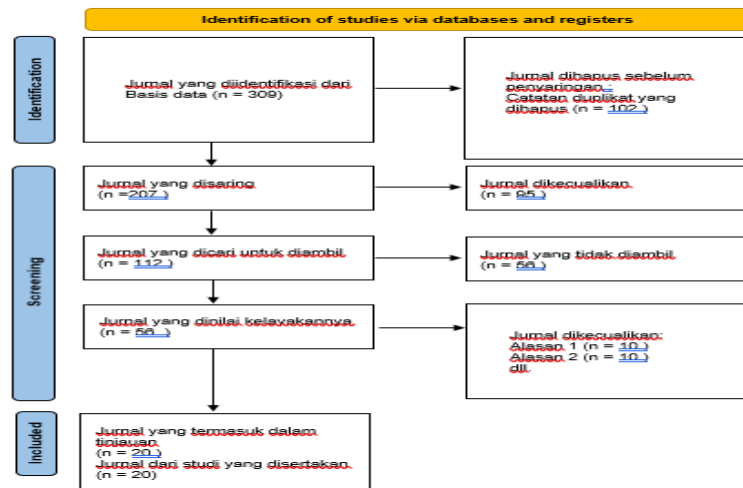 Identification of studies via databases and registers
Identification
Jurnal yang diidentifikasi dari
Basis data (n = 309)
Jurnal dihapus sebelum
penyaringan :
Catatan duplikat yang
dihapus (n = 102 )
Screening
Jurnal yang disaring
(n =207 )
Jurnal dikecualikan
(n = 95 )
Jurnal yang dicari untuk diambil
(n = 112 )
Jurnal yang tidak diambil
(n = 56 )
Jurnal yang dinilai kelayakannya
(n = 56 )
Jurnal dikecualikan:
Alasan 1 (n = 10 )
Alasan 2 (n = 10 )
dll.
Included
Jurnal yang termasuk dalam
tinjauan
(n = 20 )
Jurnal dari studi yang disertakan
(n = 20)